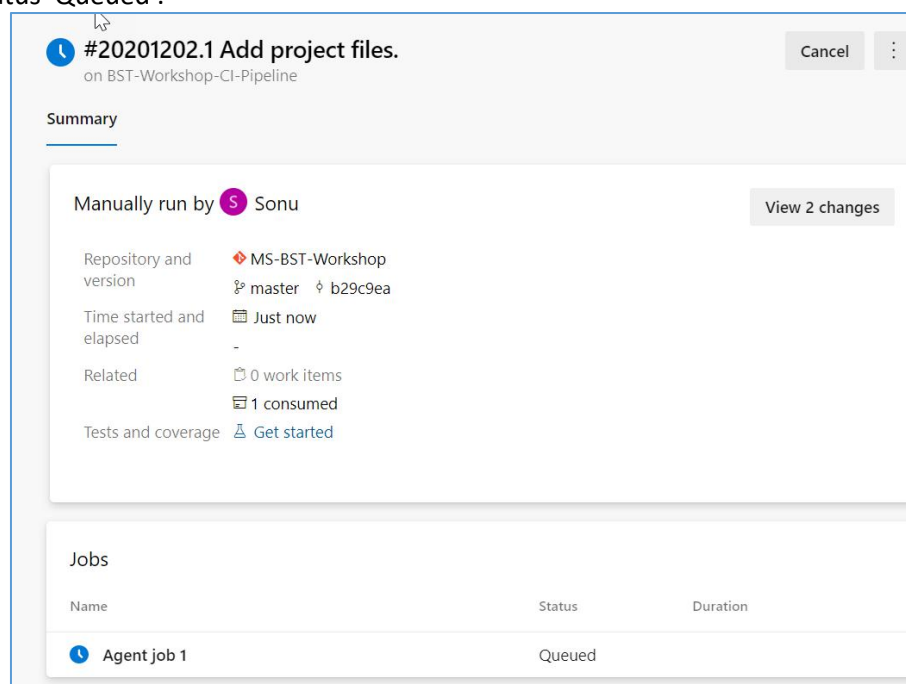 #20201202.1 Add project files.
Cancel
on BST-Workshop-CI-Pipeline
Summary
Manually run by S Sonu
View 2 changes
Repository and version
MS-BST-Workshop
master b29c9ea
Time started and elapsed
Just now
-
Related
0 work items
1 consumed
Tests and coverage Get started
Jobs
Name Status Duration
Agent job 1 Queued